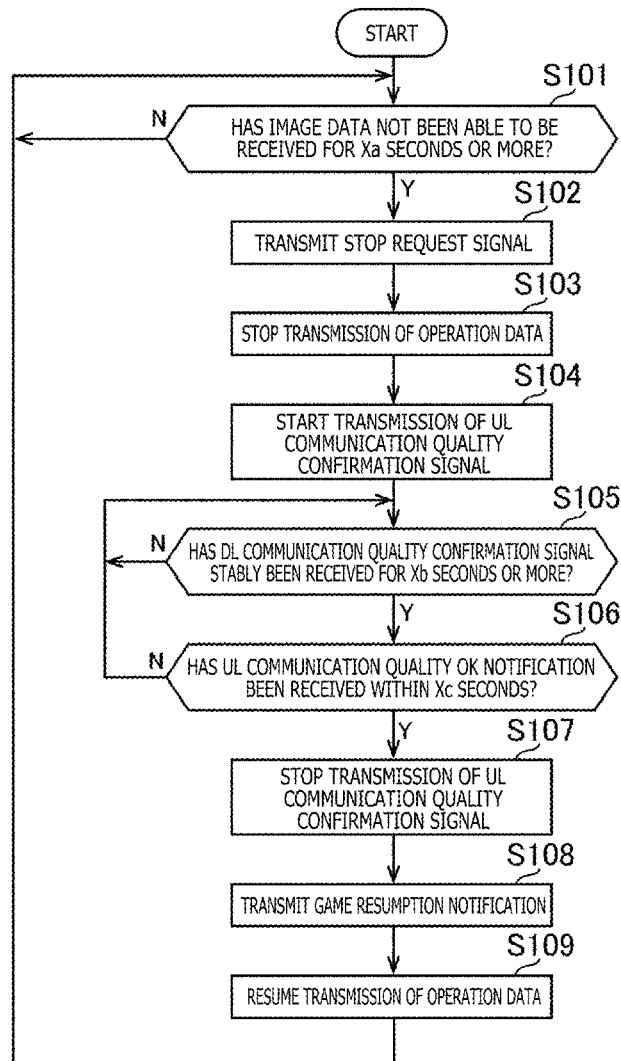 START
S101
N
HAS IMAGE DATA NOT BEEN ABLE TO BE
RECEIVED FOR Xa SECONDS OR MORE?
Y
S102
TRANSMIT STOP REQUEST SIGNAL
S103
STOP TRANSMISSION OF OPERATION DATA
S104
START TRANSMISSION OF UL
COMMUNICATION QUALITY
CONFIRMATION SIGNAL
S105
N
HAS DL COMMUNICATION QUALITY CONFIRMATION SIGNAL
STABLY BEEN RECEIVED FOR Xb SECONDS OR MORE?
Y
S106
N
HAS UL COMMUNICATION QUALITY OK NOTIFICATION
BEEN RECEIVED WITHIN Xc SECONDS?
Y
S107
STOP TRANSMISSION OF UL
COMMUNICATION QUALITY
CONFIRMATION SIGNAL
S108
TRANSMIT GAME RESUMPTION NOTIFICATION
S109
RESUME TRANSMISSION OF OPERATION DATA